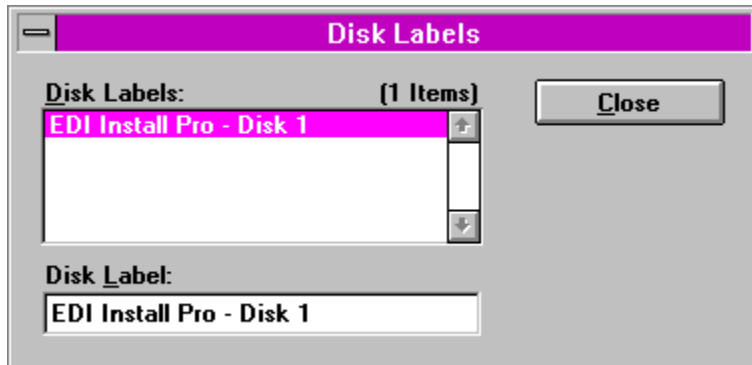 Disk Labels
Disk Labels: (1 Items)
Close
EDI Install Pro - Disk 1
Disk Label:
EDI Install Pro - Disk 1